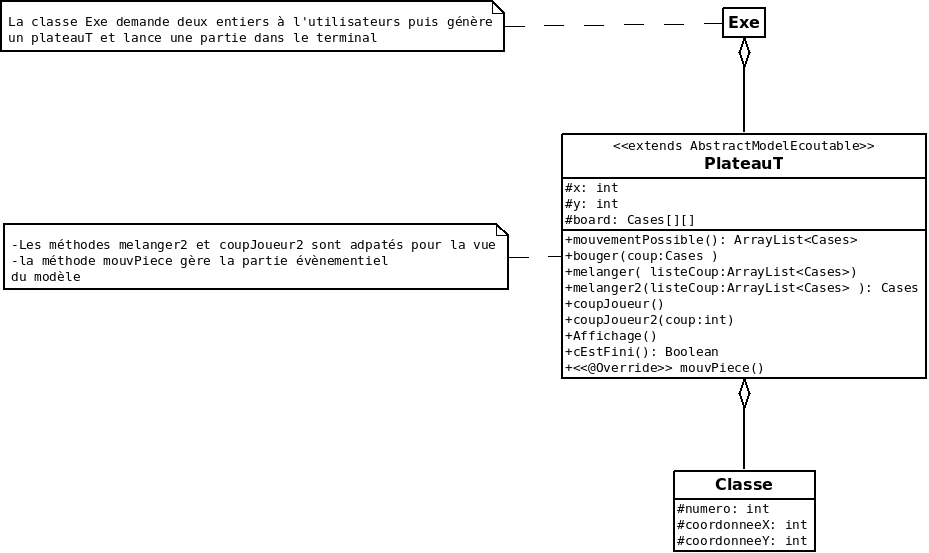 La classe Exe demande deux entiers à l'utilisateurs puis génère
un plateauT et lance une partie dans le terminal
Exe
<<extends AbstractModelEcoutable>>
PlateauT
#x: int
#y: int
#board: Cases[][]
-Les méthodes melanger2 et coupJoueur2 sont adpatés pour la vue
-la méthode mouvPiece gère la partie évènementiel
du modèle
+mouvementPossible(): ArrayList<Cases>
+bouger(coup:Cases )
+melanger( listeCoup:ArrayList<Cases>)
+melanger2(listeCoup:ArrayList<Cases> ): Cases
+coupJoueur()
+coupJoueur2(coup:int)
+Affichage()
+cEstFini(): Boolean
+<<@Override>> mouvPiece()
Classe
#numero: int
#coordonneeX: int
#coordonneeY: int